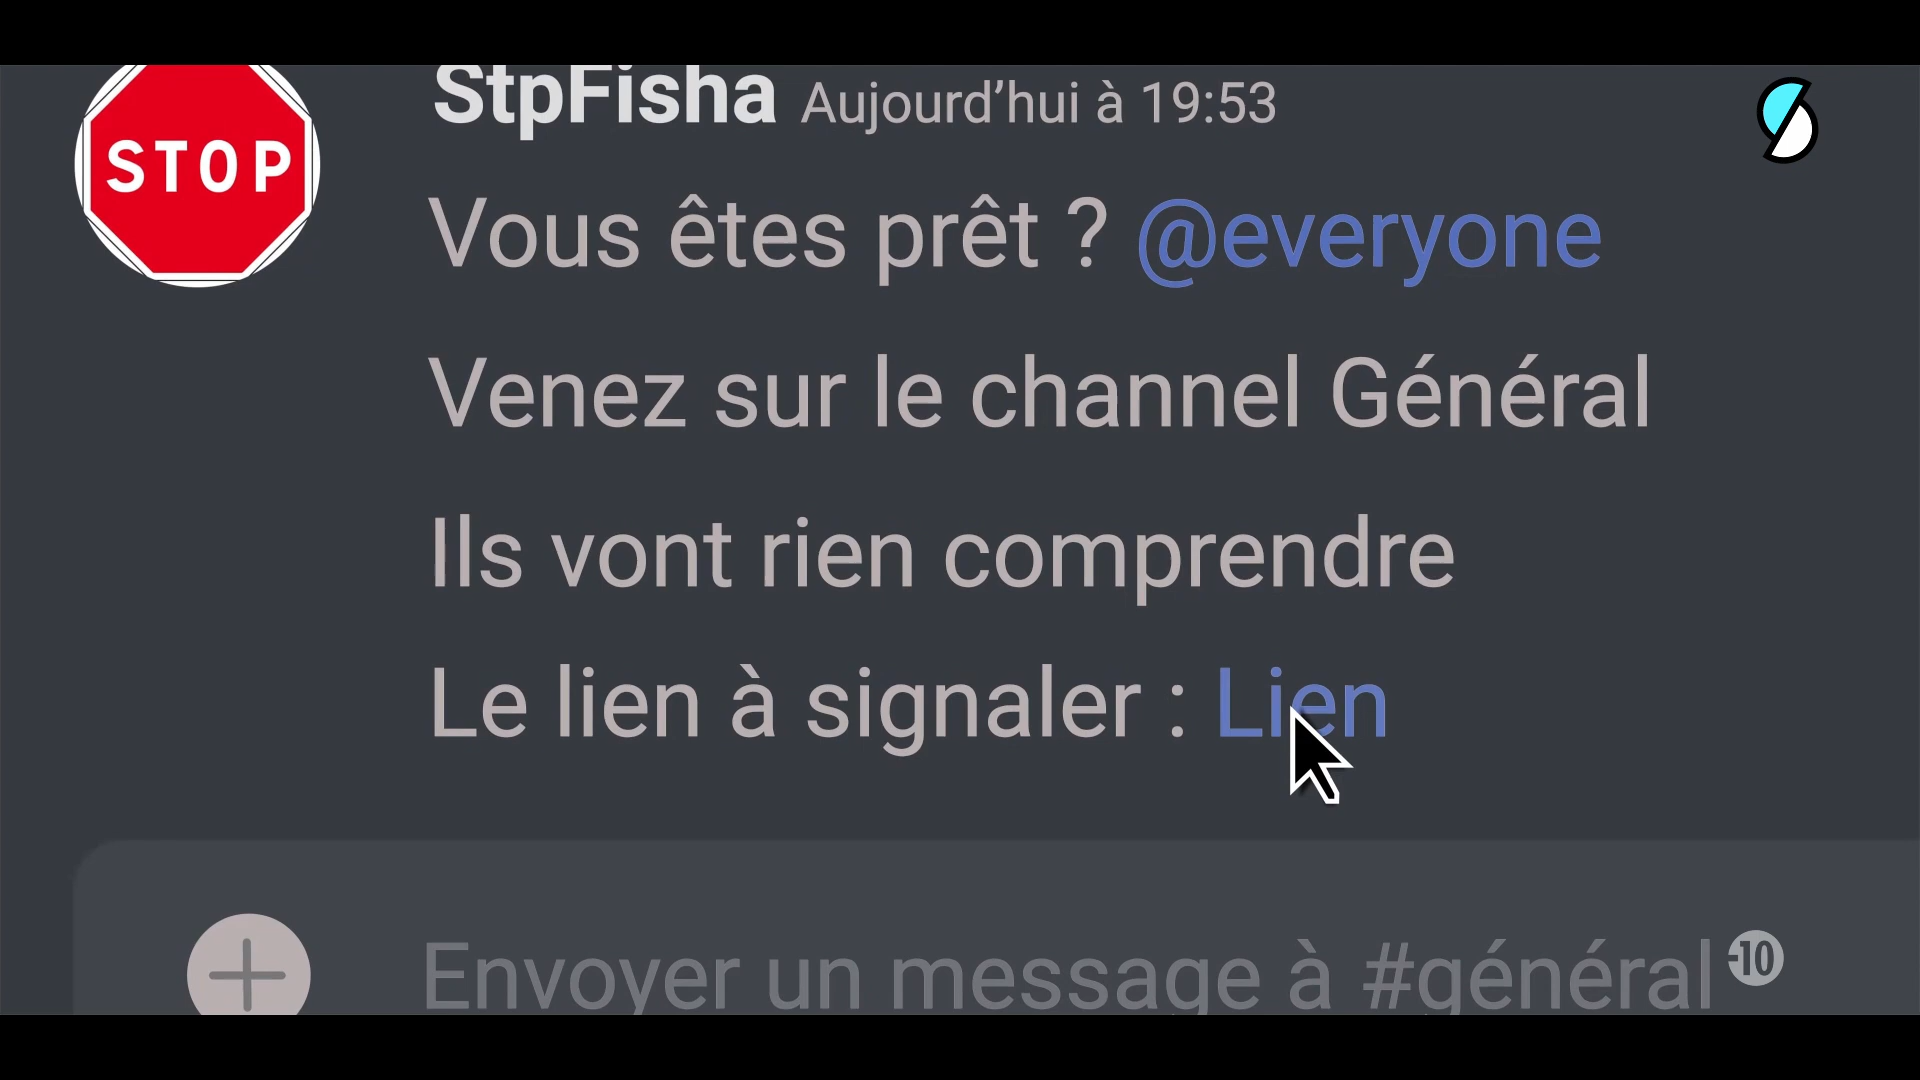 STOP
StpFisha Aujourd’hui à 19:53
Vous êtes prêt ? @everyone
Venez sur le channel Général
Ils vont rien comprendre
Le lien à signaler : Lien
Envoyer un message à #général
-10